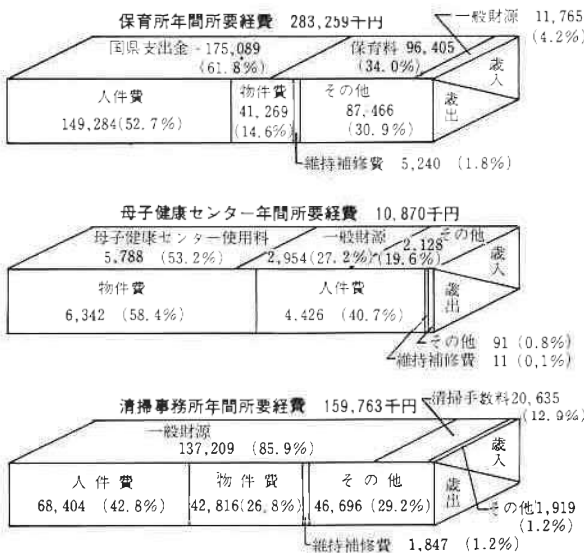 保育所年間所要経費 283,259千円
一般財源 11,765
(4.2%)
国県支出金 175,089
(61.8%)
保育料 96,405
(34.0%)
歳入
人件費
149,284(52.7%)
物件費
41,269
(14.6%)
その他
87,466
(30.9%)
歳出
維持補修費 5,240 (1.8%)
母子健康センター年間所要経費 10,870千円
母子健康センター使用料
5,788 (53.2%)
一般財源
2,954(27.2%)
その他
2,128
(19.6%)
歳入
物件費
6,342 (58.4%)
人件費
4.426 (40.7%)
歳出
その他 91 (0.8%)
維持補修費 11 (0,1%)
清掃事務所年間所要経費 159,763千円
清掃手数料20,635
(12.9%)
一般財源
137,209 (85.9%)
歳入
人件費
68,404 (42.8%)
物件費
42,816(26.8%)
その他
46,696 (29.2%)
歳出
その他1,919
(1.2%)
維持補修費 1,847 (1.2%)